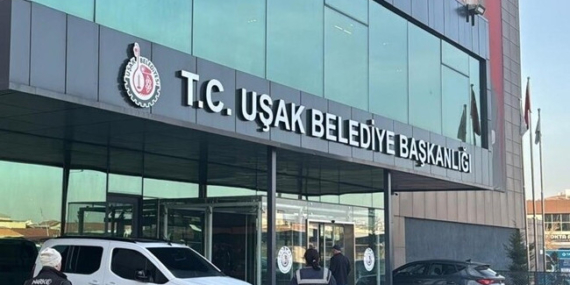 T.C. UŞAK BELEDİYE BAŞKANLIĞI